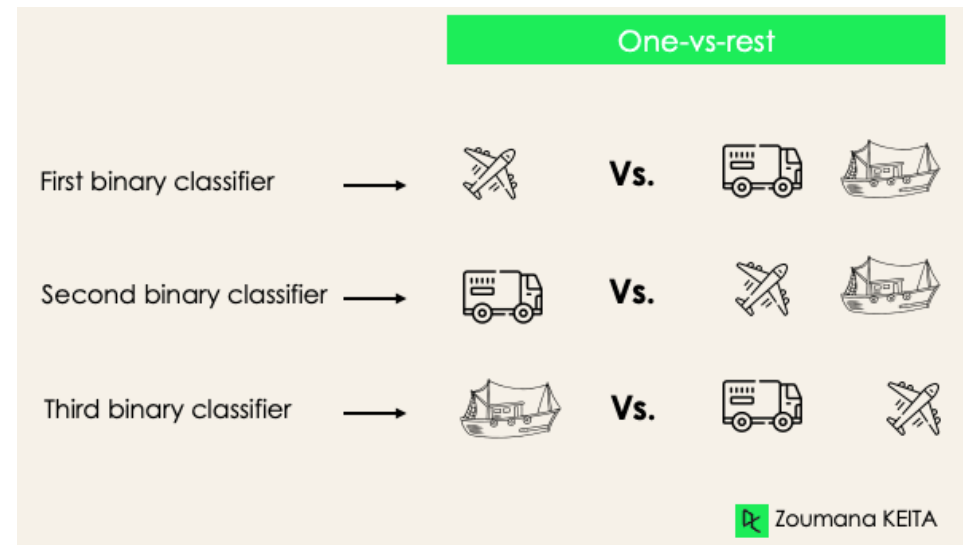 One-vs-rest
First binary classifier
Vs.
Second binary classifier
Vs.
Third binary classifier
Vs.
Zoumana KEITA